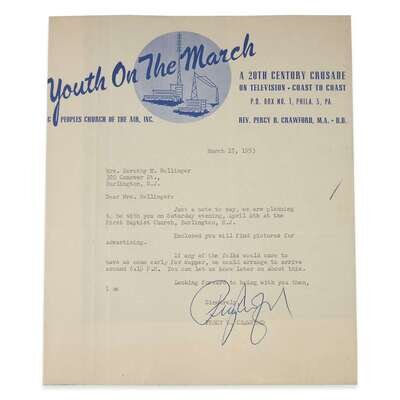 Youth On The March
A 20TH CENTURY CRUSADE
ON TELEVISION • COAST TO COAST
P.O. BOX NO. 1, PHILA. 5, PA.
PEOPLES CHURCH OF THE AIR, INC.
REV. PERCY B. CRAWFORD, M.A. • D.D.
March 27, 1953
Mrs. Dorothy M. Hellinger
Burlington, N.J.
Dear Mrs. Hellinger:
Just a note to say, we are planning
to be with you on Saturday evening, April 4th at the
First Baptist Church, Burlington, N.J.
Enclosed you will find pictures for
advertising.
If any of the folks would care to
have us come early for supper, we could arrange to arrive
around P.M. You can let us know later on about this.
Looking forward to being with you then,
I am
Sincerely,
PERCY B. CRAWFORD